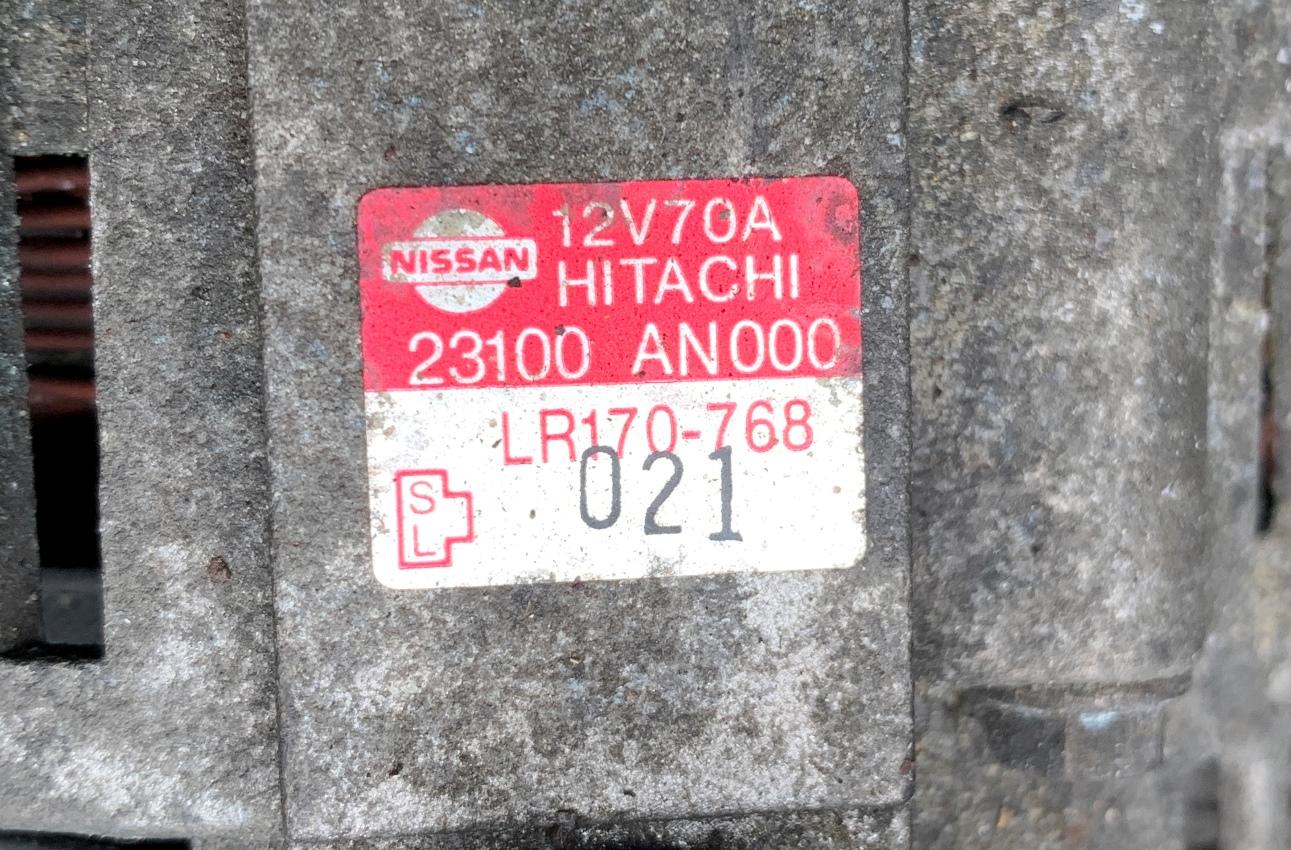 NISSAN
12V70A
HITACHI
23100 AN000
LR170-768
021
S
L